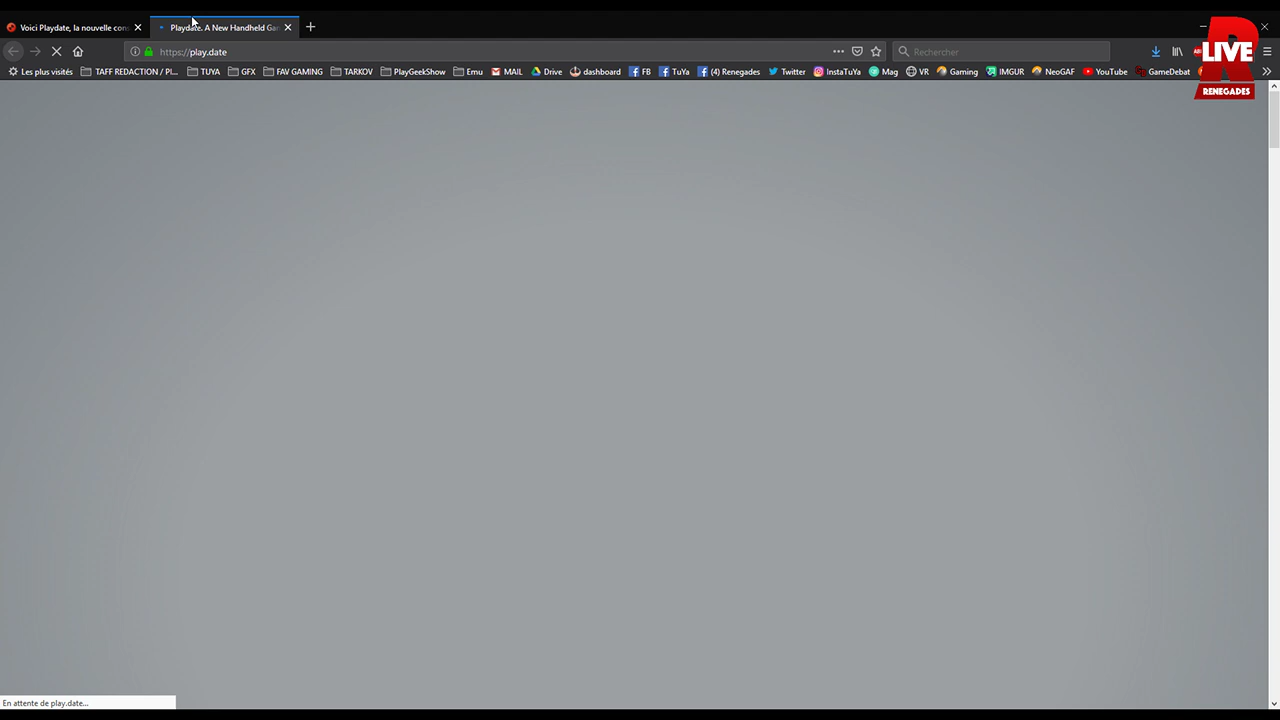 Voici Playdate, la nouvelle con
Playdate. A New Handheld Ga
https://play.date
Rechercher
Les plus visités
TAFF REDACTION / Pl...
TUYA
GFX
FAV GAMING
TARKOV
PlayGeekShow
Emu
MAIL
Drive
dashboard
FB
TuYa
(4) Renegades
Twitter
InstaTuYa
Mag
VR
Gaming
IMGUR
NeoGAF
YouTube
GameDebat
LIVE
RENEGADES
En attente de play.date...